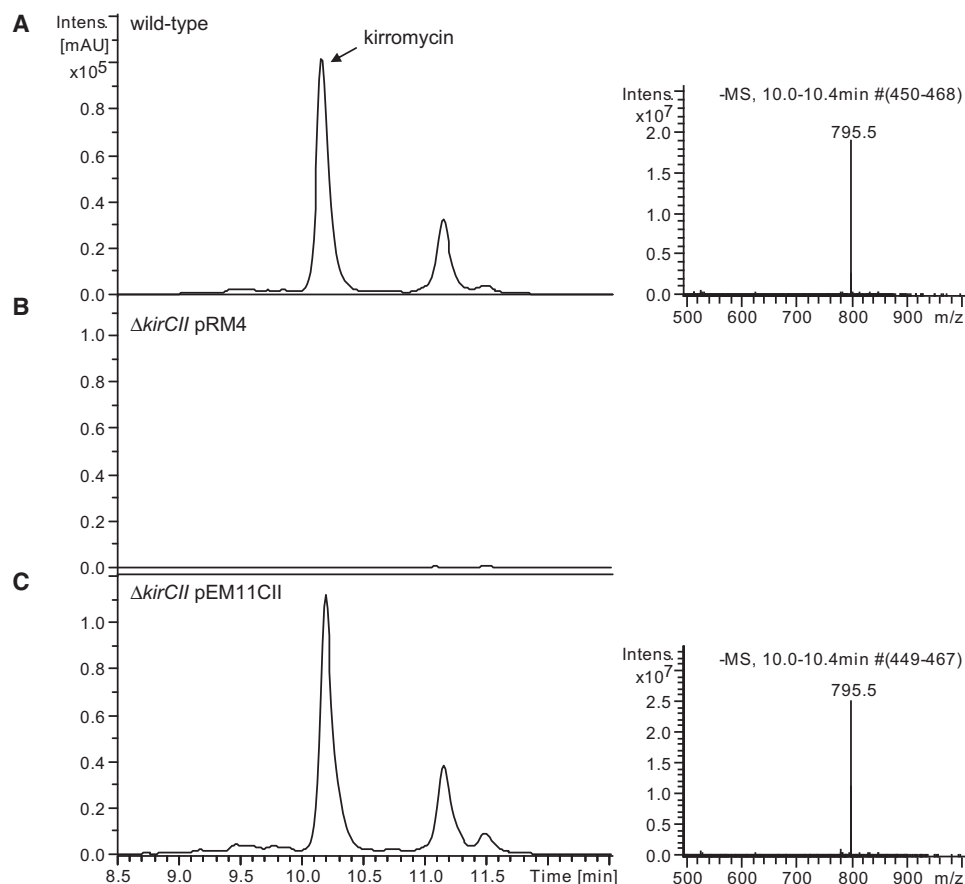 A
Intens.
[mAU]
x10^5
wild-type
kirromycin
0.8
0.6
0.4
0.2
0.0
Intens.
x10^7
-MS, 10.0-10.4min #(450-468)
795.5
2.0
1.5
1.0
0.5
0.0
500 600 700 800 900 m/z
B
ΔkirCII pRM4
1.0
0.8
0.6
0.4
0.2
0.0
C
ΔkirCII pEM11CII
1.0
0.8
0.6
0.4
0.2
0.0
8.5 9.0 9.5 10.0 10.5 11.0 11.5 Time [min]
Intens.
x10^7
-MS, 10.0-10.4min #(449-467)
795.5
2.5
2.0
1.5
1.0
0.5
0.0
500 600 700 800 900 m/z